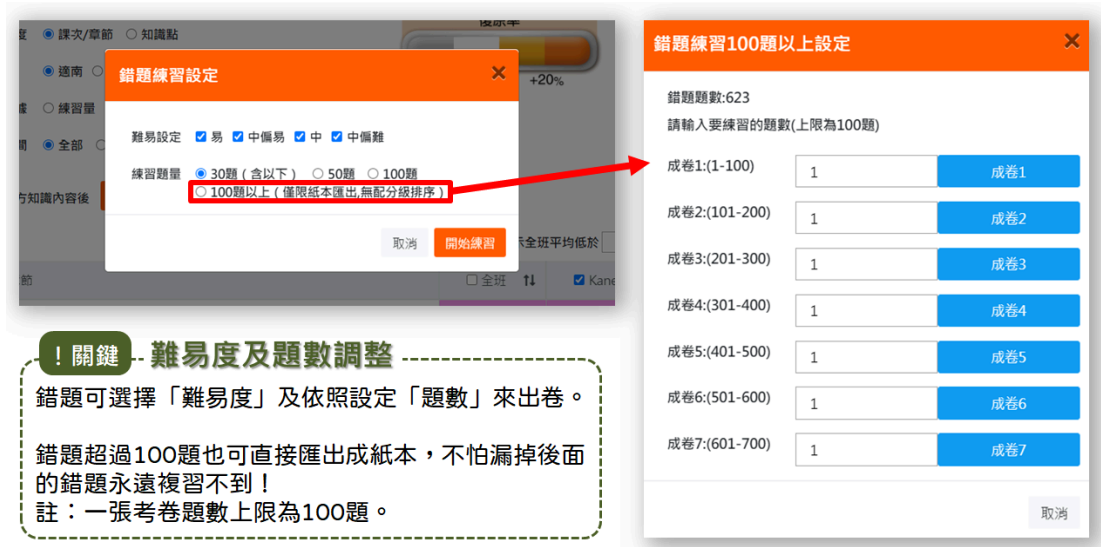 復原率
度 課次/章節 知識點
適南
+20%
據 練習量
間 全部
方知識內容後
示全班平均低於
節 全班 Kane
錯題練習設定 ×
難易設定 易 中偏易 中 中偏難
練習題量 30題(含以下) 50題 100題
100題以上(僅限紙本匯出,無配分級排序)
取消 開始練習
!關鍵 難易度及題數調整
錯題可選擇「難易度」及依照設定「題數」來出卷。
錯題超過100題也可直接匯出成紙本,不怕漏掉後面
的錯題永遠複習不到!
註:一張考卷題數上限為100題。
錯題練習100題以上設定 ×
錯題題數:623
請輸入要練習的題數(上限為100題)
成卷1:(1-100) 1 成卷1
成卷2:(101-200) 1 成卷2
成卷3:(201-300) 1 成卷3
成卷4:(301-400) 1 成卷4
成卷5:(401-500) 1 成卷5
成卷6:(501-600) 1 成卷6
成卷7:(601-700) 1 成卷7
取消